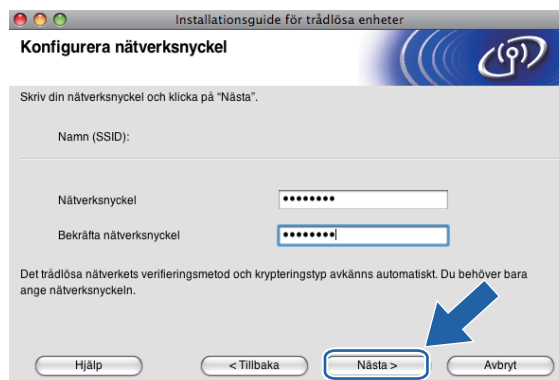 Installationsguide för trådlösa enheter
Konfigurera nätverksnyckel
Skriv din nätverksnyckel och klicka på "Nästa".
Namn (SSID):
Nätverksnyckel ••••••••
Bekräfta nätverksnyckel ••••••••
Det trådlösa nätverkets verifieringsmetod och krypteringstyp avkänns automatiskt. Du behöver bara
ange nätverksnyckeln.
Hjälp < Tillbaka Nästa > Avbryt